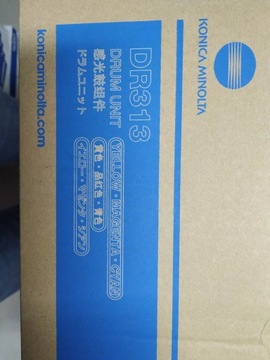 KONICA MINOLTA
DR313
DRUM UNIT
感光鼓组件
ドラムユニット
YELLOW・MAGENTA・CYAN
黄色・品红色・青色
イエロー・マゼンタ・シアン
konicaminolta.com